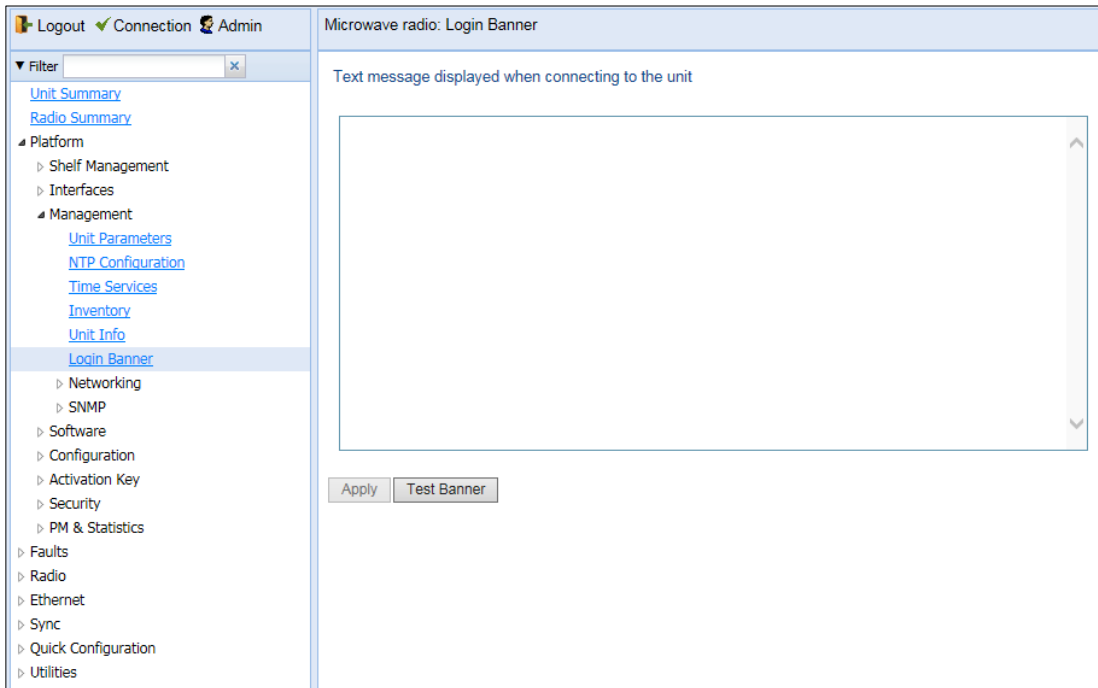 Logout Connection Admin
Filter
Unit Summary
Radio Summary
Platform
Shelf Management
Interfaces
Management
Unit Parameters
NTP Configuration
Time Services
Inventory
Unit Info
Login Banner
Networking
SNMP
Software
Configuration
Activation Key
Security
PM & Statistics
Faults
Radio
Ethernet
Sync
Quick Configuration
Utilities
Microwave radio: Login Banner
Text message displayed when connecting to the unit
Apply Test Banner